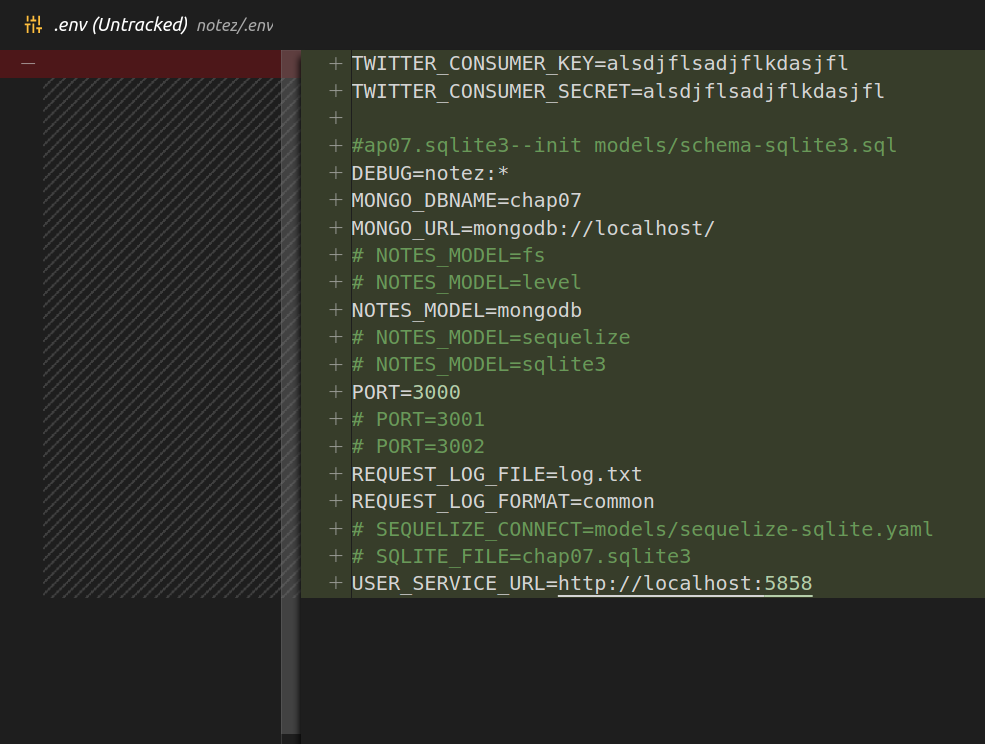 .env (Untracked) notez/.env
TWITTER_CONSUMER_KEY=alsdjflsadjflkdasjfl
TWITTER_CONSUMER_SECRET=alsdjflsadjflkdasjfl
#ap07.sqlite3--init models/schema-sqlite3.sql
DEBUG=notez:*
MONGO_DBNAME=chap07
MONGO_URL=mongodb://localhost/
# NOTES_MODEL=fs
# NOTES_MODEL=level
NOTES_MODEL=mongodb
# NOTES_MODEL=sequelize
# NOTES_MODEL=sqlite3
PORT=3000
# PORT=3001
# PORT=3002
REQUEST_LOG_FILE=log.txt
REQUEST_LOG_FORMAT=common
# SEQUELIZE_CONNECT=models/sequelize-sqlite.yaml
# SQLITE_FILE=chap07.sqlite3
USER_SERVICE_URL=http://localhost:5858